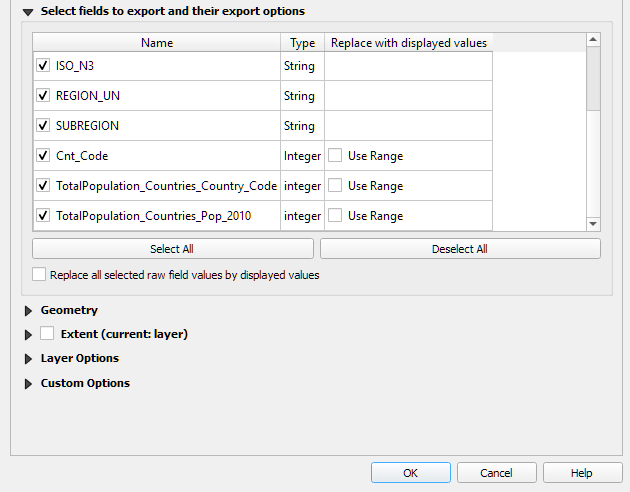 Select fields to export and their export options
Name Type Replace with displayed values
ISO_N3 String
REGION_UN String
SUBREGION String
Cnt_Code Integer Use Range
TotalPopulation_Countries_Country_Code integer Use Range
TotalPopulation_Countries_Pop_2010 integer Use Range
Select All Deselect All
Replace all selected raw field values by displayed values
Geometry
Extent (current: layer)
Layer Options
Custom Options
OK Cancel Help